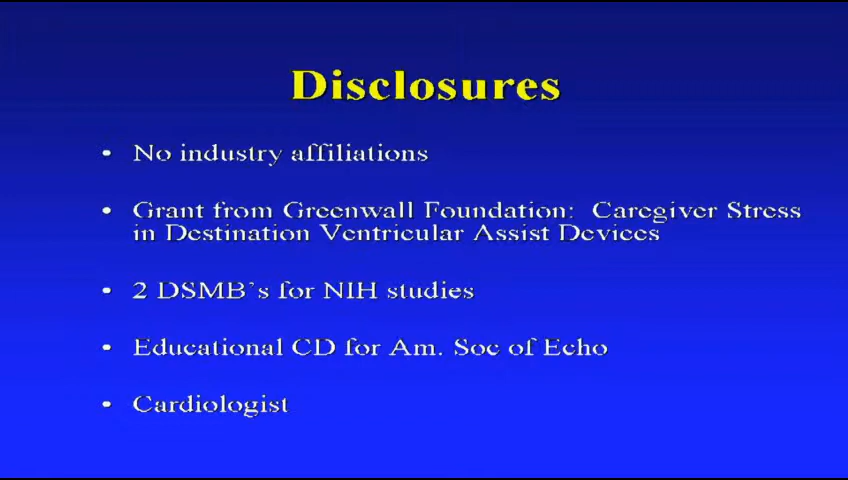 Disclosures
• No industry affiliations
• Grant from Greenwall Foundation: Caregiver Stress
in Destination Ventricular Assist Devices
• 2 DSMB's for NIH studies
• Educational CD for Am. Soc of Echo
• Cardiologist